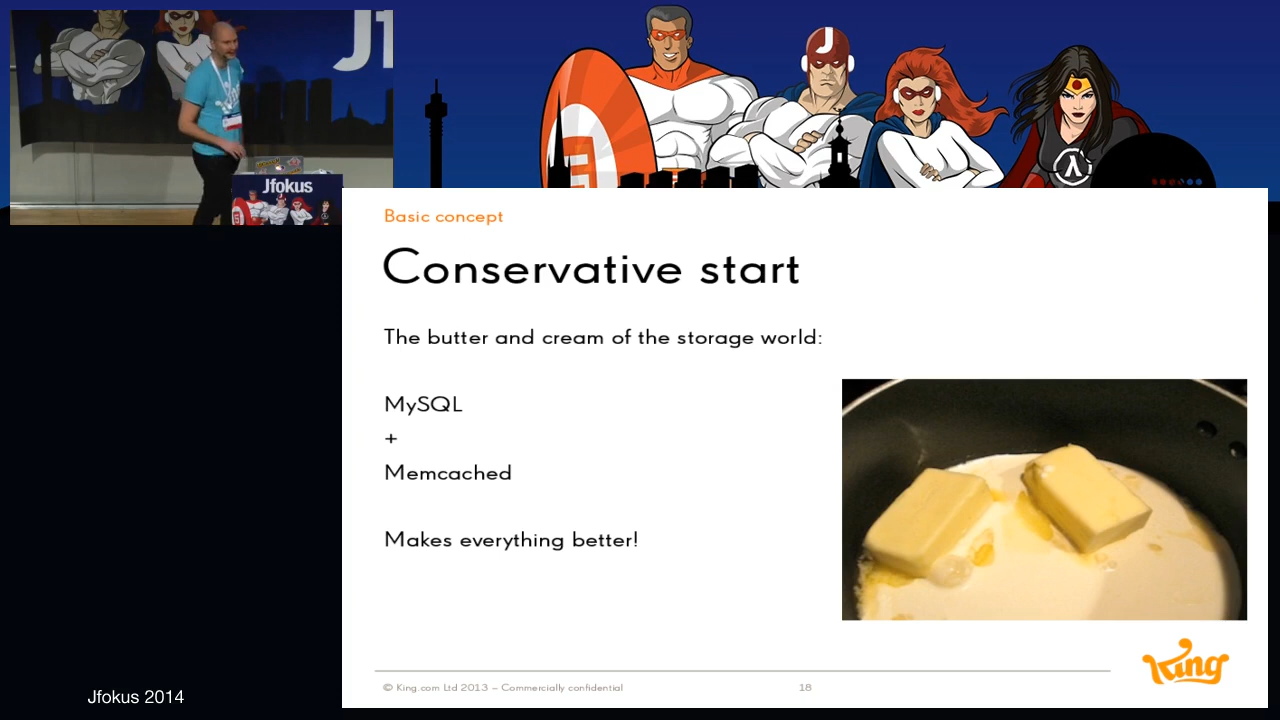 J
Jfokus
Basic concept
Conservative start
The butter and cream of the storage world:
MySQL
+
Memcached
Makes everything better!
© King.com Ltd 2013 – Commercially confidential
18
King
Jfokus 2014